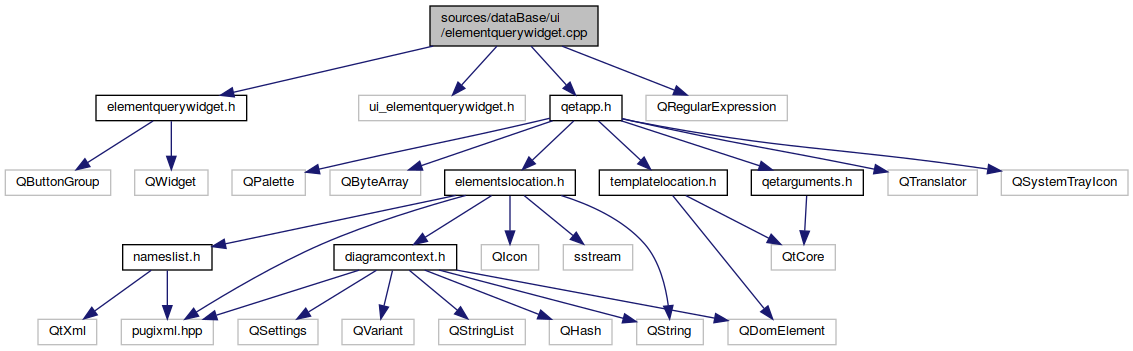 sources/dataBase/ui
/elementquerywidget.cpp
elementquerywidget.h
ui_elementquerywidget.h
qetapp.h
QRegularExpression
QButtonGroup
QWidget
QPalette
QByteArray
elementslocation.h
templatelocation.h
qetarguments.h
QTranslator
QSystemTrayIcon
nameslist.h
diagramcontext.h
QIcon
sstream
QtCore
QtXml
pugixml.hpp
QSettings
QVariant
QStringList
QHash
QString
QDomElement